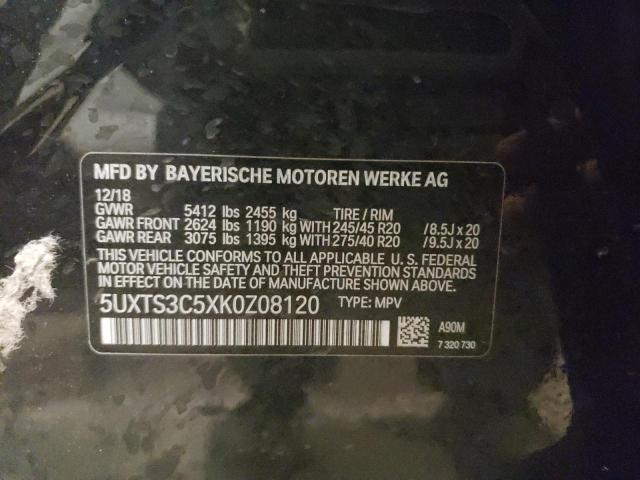 MFD BY BAYERISCHE MOTOREN WERKE AG
12/18
GVWR 5412 lbs 2455 kg TIRE / RIM
GAWR FRONT 2624 lbs 1190 kg WITH 245/45 R20 /8.5J x 20
GAWR REAR 3075 lbs 1395 kg WITH 275/40 R20 /9.5J x 20
THIS VEHICLE CONFORMS TO ALL APPLICABLE U. S. FEDERAL
MOTOR VEHICLE SAFETY AND THEFT PREVENTION STANDARDS
IN EFFECT ON THE DATE OF MANUFACTURE SHOWN ABOVE.
5UXTS3C5XK0Z08120 TYPE: MPV
A90M
7 320 730